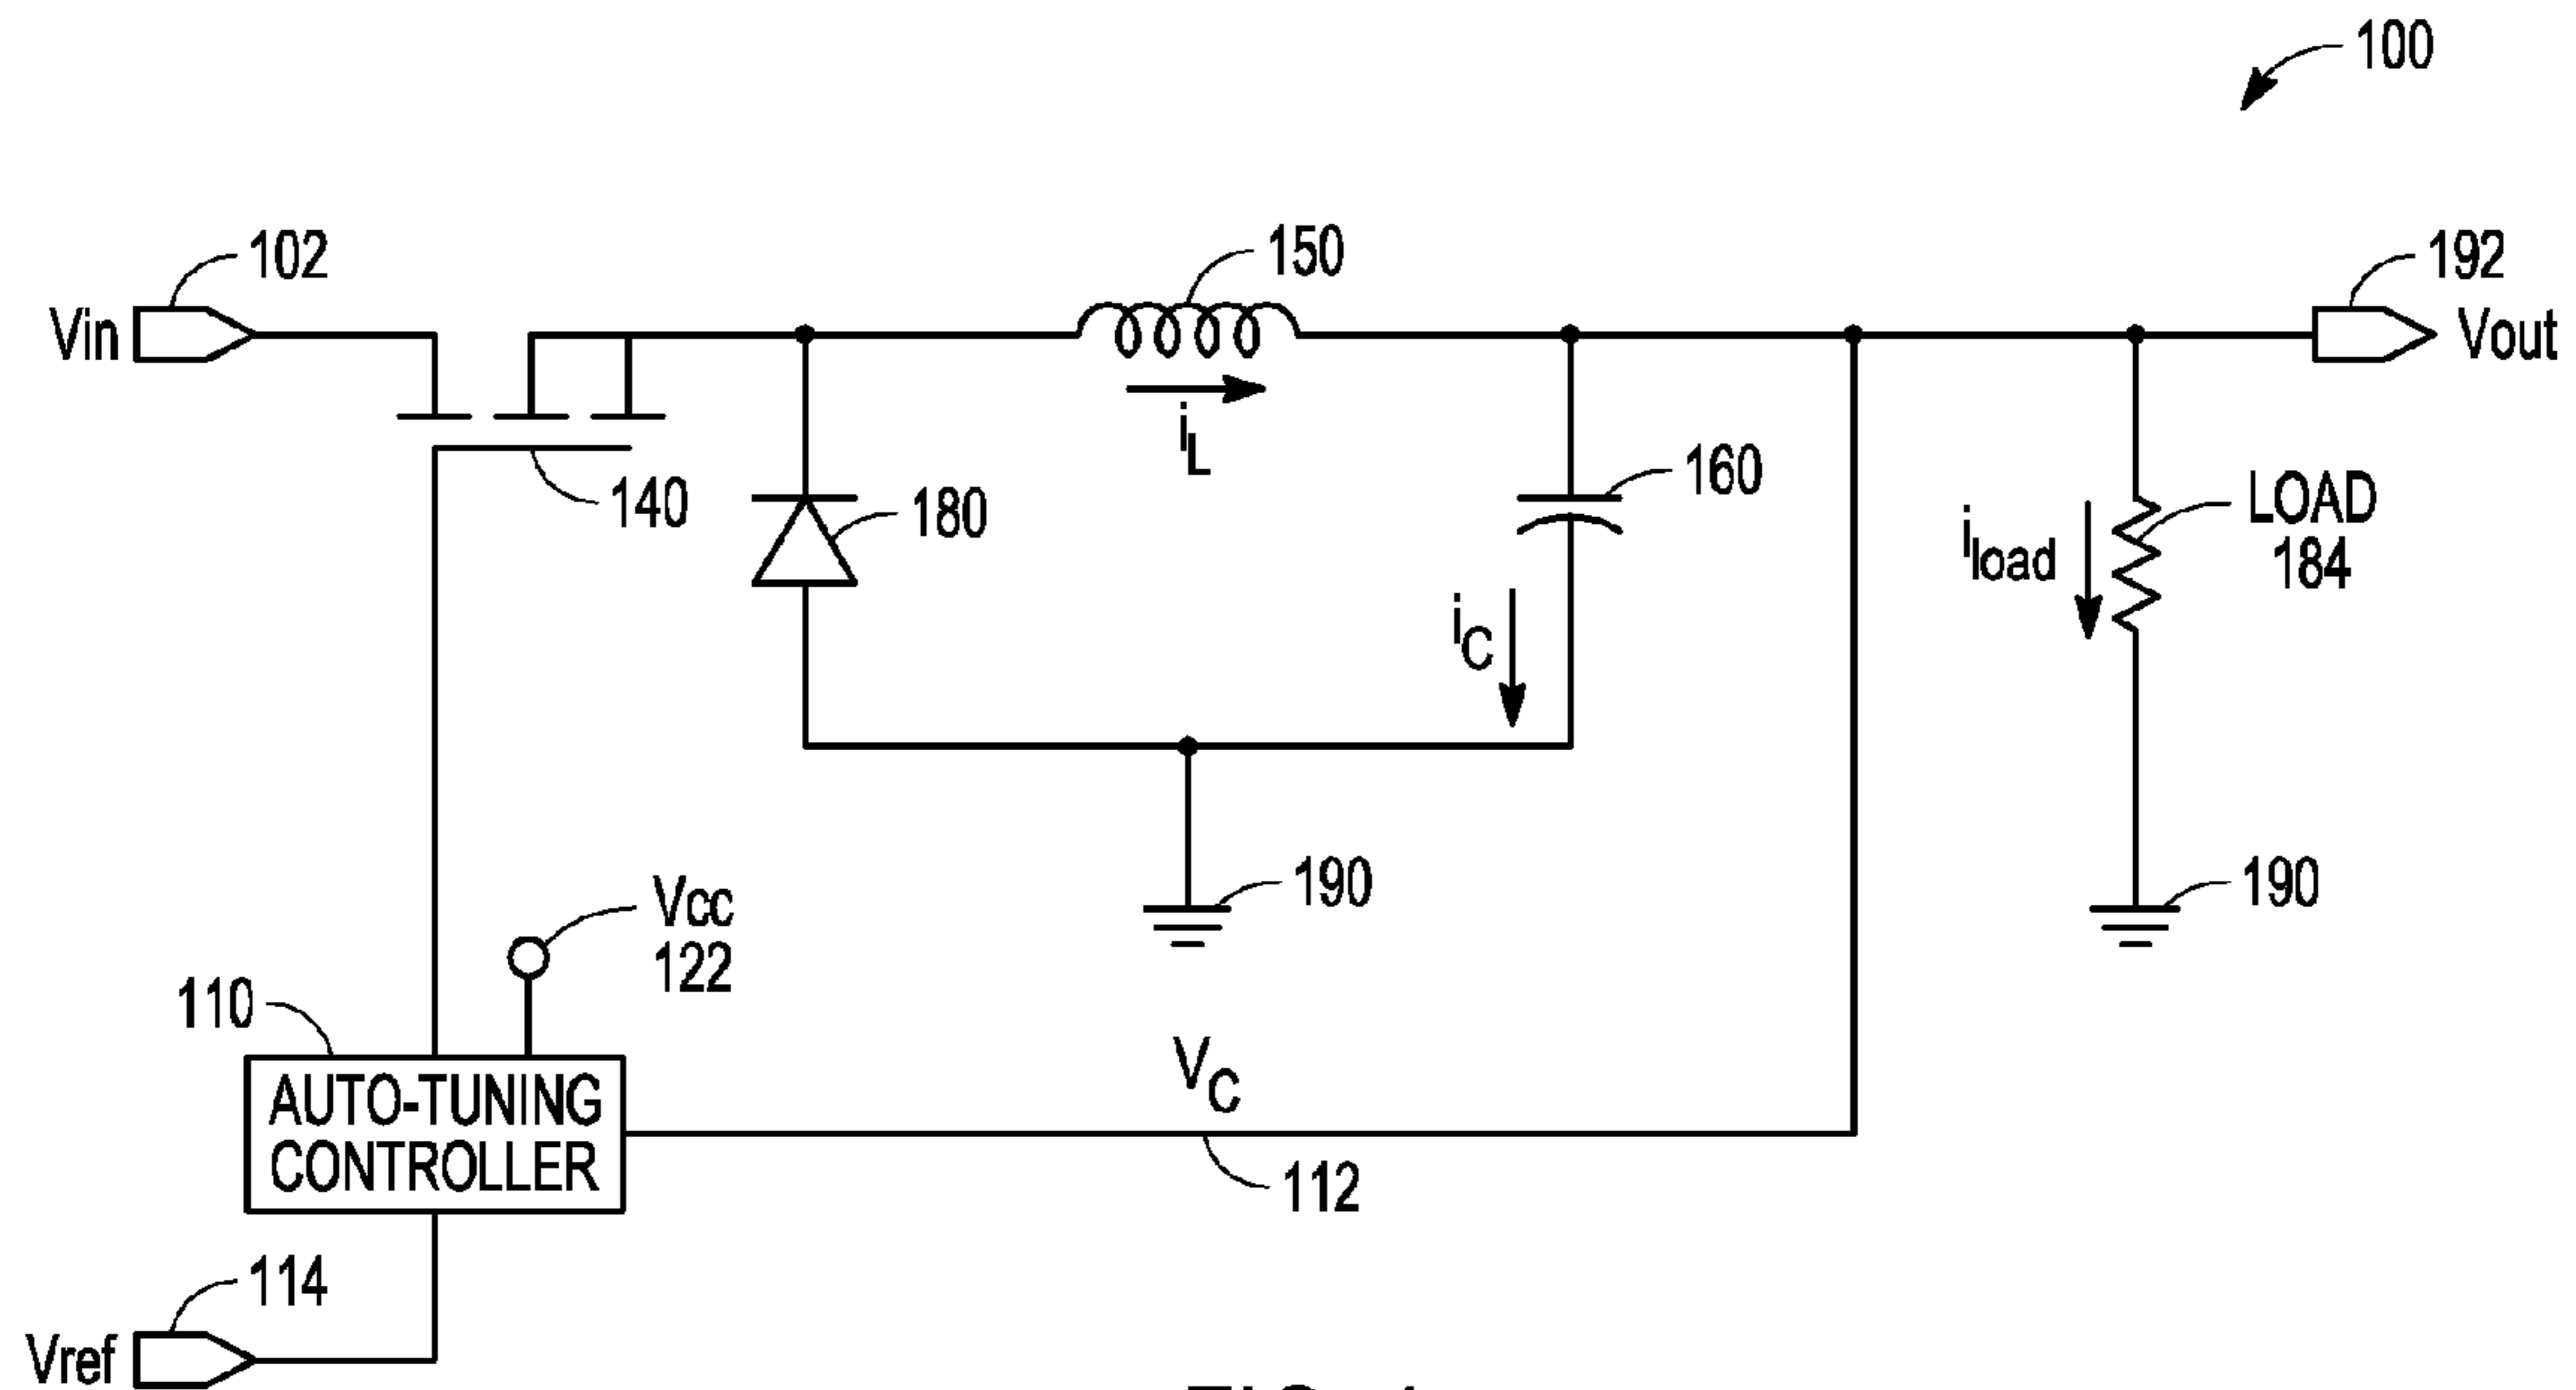 100
102
150
192
Vin
Vout
iL
140
180
160
iload
LOAD
184
iC
190
190
Vcc
122
110
AUTO-TUNING
CONTROLLER
VC
112
114
Vref